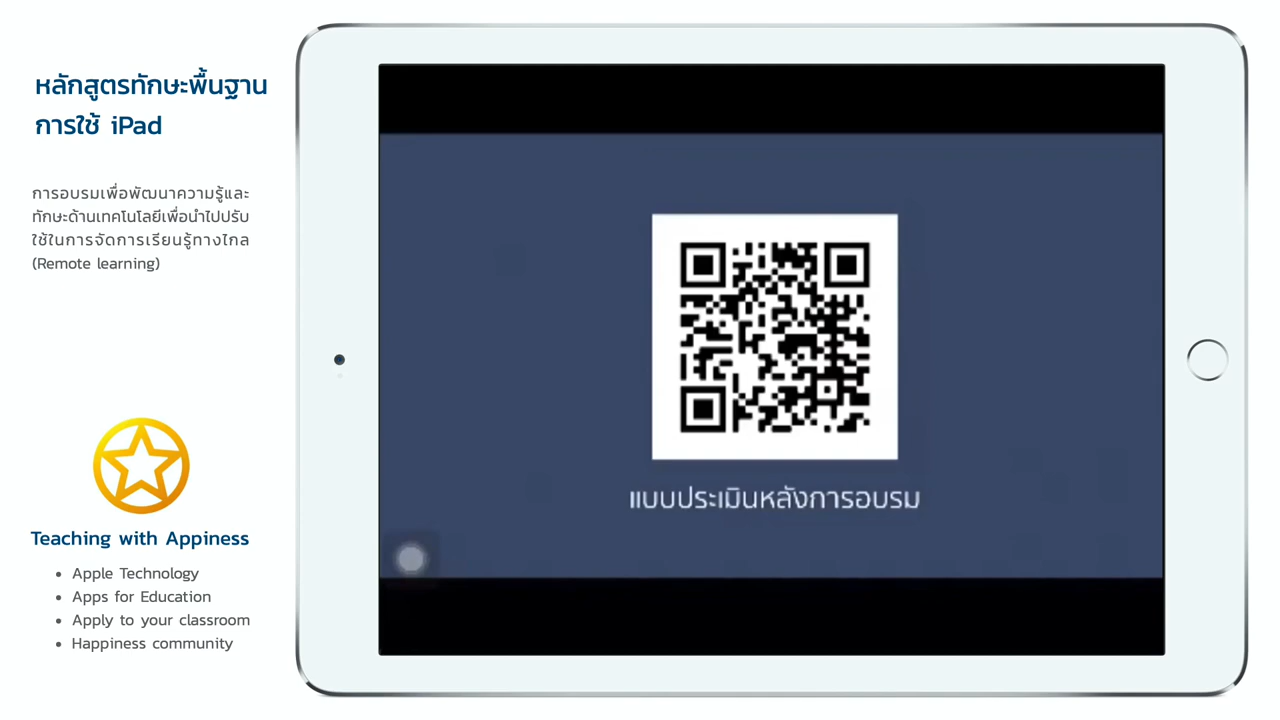 หลักสูตรทักษะพื้นฐาน
การใช้ iPad
การอบรมเพื่อพัฒนาความรู้และ
ทักษะด้านเทคโนโลยีเพื่อนำไปปรับ
ใช้ในการจัดการเรียนรู้ทางไกล
(Remote learning)
Teaching with Appiness
• Apple Technology
• Apps for Education
• Apply to your classroom
• Happiness community
แบบประเมินหลังการอบรม